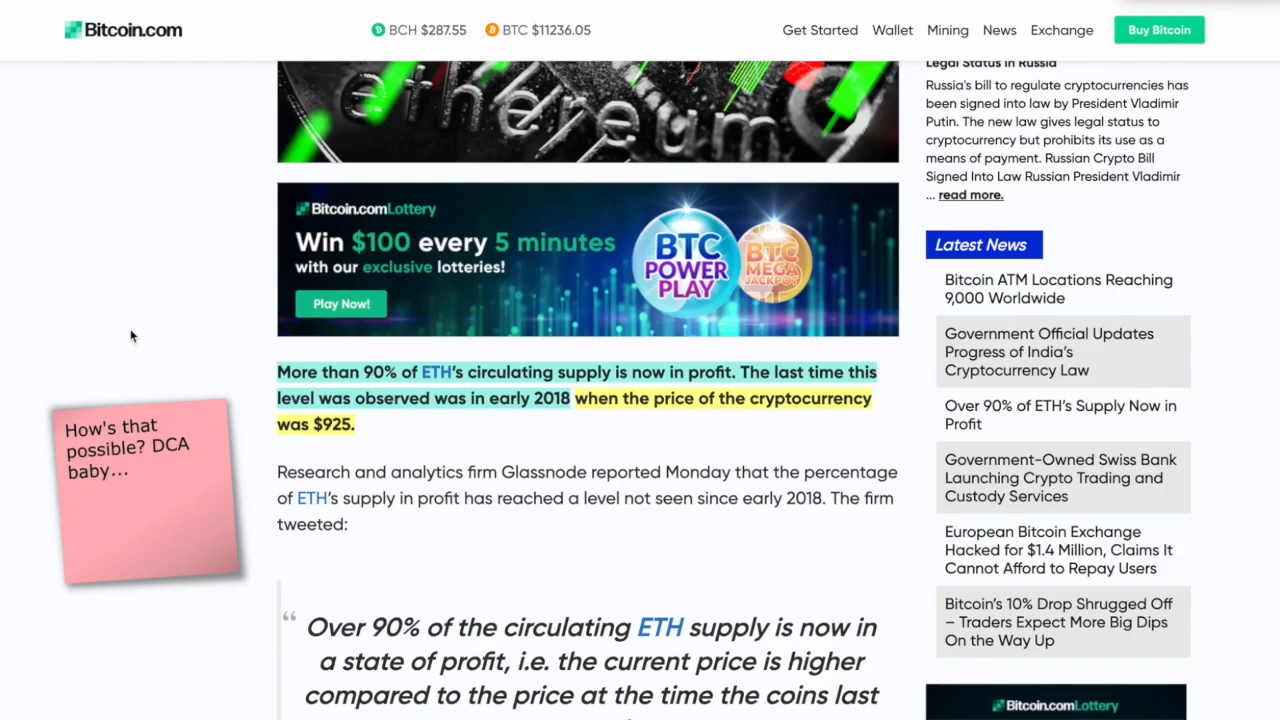 Bitcoin.com
BCH $287.55
BTC $11236.05
Get Started
Wallet
Mining
News
Exchange
Buy Bitcoin
ethereum
Bitcoin.comLottery
Win $100 every 5 minutes
with our exclusive lotteries!
Play Now!
BTC
POWER
PLAY
BTC
MEGA
JACKPOT
More than 90% of ETH's circulating supply is now in profit. The last time this
level was observed was in early 2018 when the price of the cryptocurrency
was $925.
Research and analytics firm Glassnode reported Monday that the percentage
of ETH's supply in profit has reached a level not seen since early 2018. The firm
tweeted:
“ Over 90% of the circulating ETH supply is now in
a state of profit, i.e. the current price is higher
compared to the price at the time the coins last
How's that
possible? DCA
baby...
Legal Status in Russia
Russia's bill to regulate cryptocurrencies has
been signed into law by President Vladimir
Putin. The new law gives legal status to
cryptocurrency but prohibits its use as a
means of payment. Russian Crypto Bill
Signed Into Law Russian President Vladimir
... read more.
Latest News
Bitcoin ATM Locations Reaching
9,000 Worldwide
Government Official Updates
Progress of India's
Cryptocurrency Law
Over 90% of ETH's Supply Now in
Profit
Government-Owned Swiss Bank
Launching Crypto Trading and
Custody Services
European Bitcoin Exchange
Hacked for $1.4 Million, Claims It
Cannot Afford to Repay Users
Bitcoin's 10% Drop Shrugged Off
– Traders Expect More Big Dips
On the Way Up
Bitcoin.comLottery